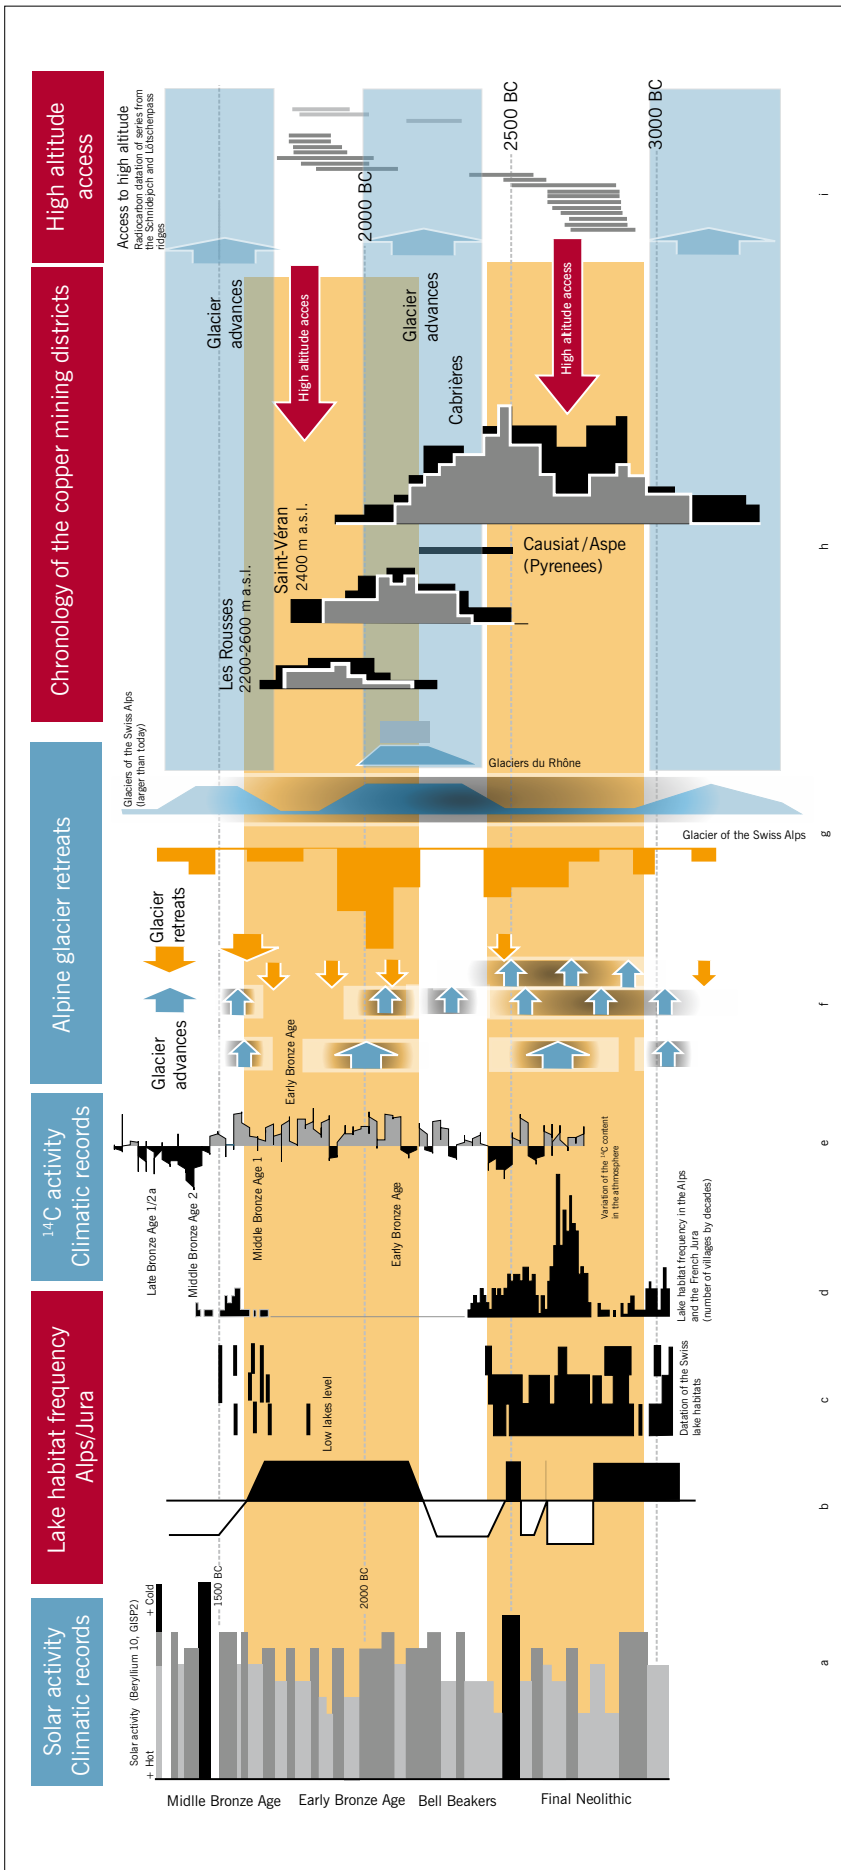 High altitude
access
Access to high altitude
Radiocarbon datation of series from
the Schnidejoch and Lötschenpass
ridges
2000 BC
2500 BC
3000 BC
i
Chronology of the copper mining districts
Glacier
advances
High altitude acces
Glacier
advances
High altitude access
Cabrières
Saint-Véran
2400 m a.s.l.
Les Rousses
2200-2600 m a.s.l.
Causiat/Aspe
(Pyrenees)
h
Alpine glacier retreats
Glaciers of the Swiss Alps
(larger than today)
Glaciers du Rhône
Glacier of the Swiss Alps
g
Glacier
retreats
Glacier
advances
f
Early Bronze Age
14C activity
Climatic records
Late Bronze Age 1/2a
Middle Bronze Age 2
Middle Bronze Age 1
Early Bronze Age
Variation of the 14C content
in the athmosphere
e
Lake habitat frequency in the Alps
and the French Jura
(number of villages by decades)
d
Lake habitat frequency
Alps/Jura
Low lakes level
Datation of the Swiss
lake habitats
c
b
Solar activity
Climatic records
Solar activity (Beryllium 10, GISP2)
+ Hot
+ Cold
1500 BC
2000 BC
a
Midlle Bronze Age
Early Bronze Age
Bell Beakers
Final Neolithic